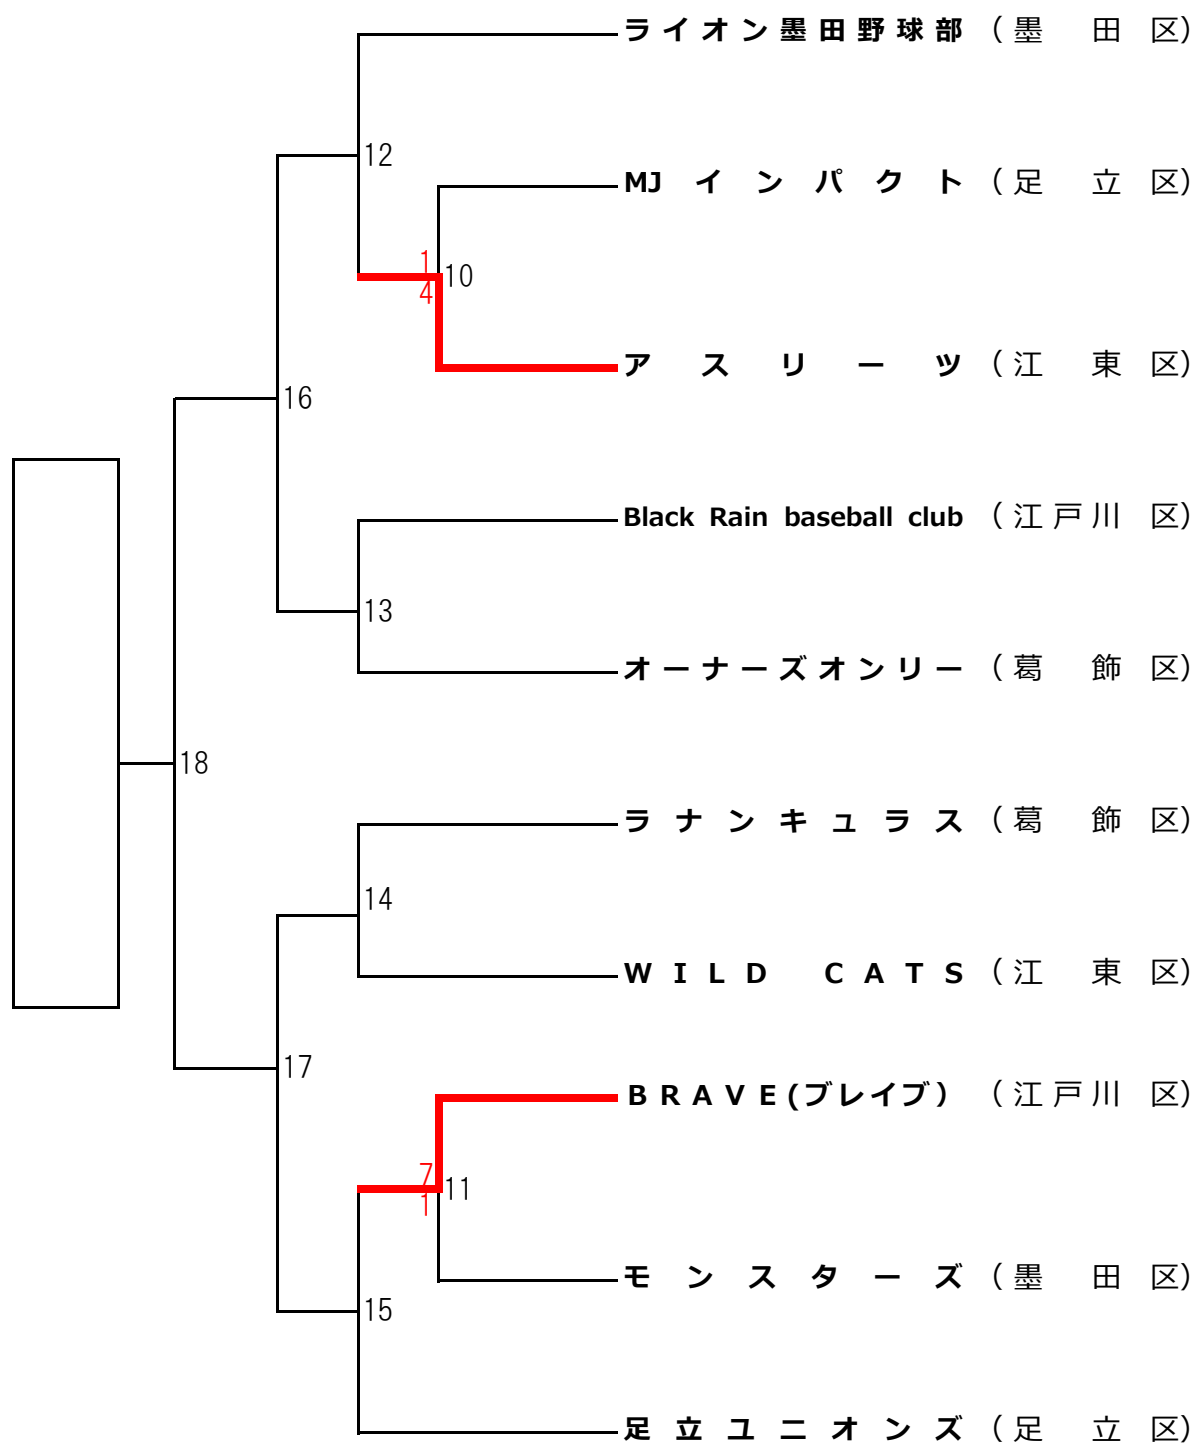 ライオン墨田野球部 (墨田区)
12
MJインパクト (足立区)
1
10
4
アスリーツ (江東区)
16
Black Rain baseball club (江戸川区)
13
オーナーズオンリー (葛飾区)
18
ラナンキュラス (葛飾区)
14
WILD CATS (江東区)
17
BRAVE(ブレイブ） (江戸川区)
7
11
1
モンスターズ (墨田区)
15
足立ユニオンズ (足立区)